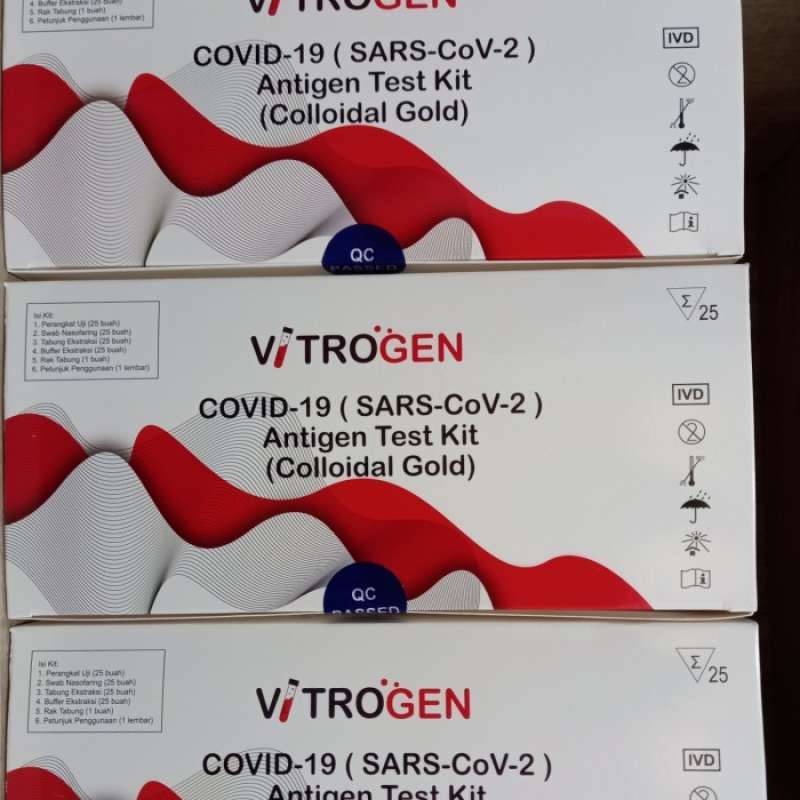 4. Buffer Ekstraksi (25 buah)
5. Rak Tabung (1 buah)
6. Petunjuk Penggunaan (1 lembar)
VITROGEN
COVID-19 ( SARS-CoV-2 )
Antigen Test Kit
(Colloidal Gold)
IVD
2
i
QC
PASSED
Isi Kit:
1. Perangkat Uji (25 buah)
2. Swab Nasofaring (25 buah)
3. Tabung Ekstraksi (25 buah)
4. Buffer Ekstraksi (25 buah)
5. Rak Tabung (1 buah)
6. Petunjuk Penggunaan (1 lembar)
VITROGEN
COVID-19 ( SARS-CoV-2 )
Antigen Test Kit
(Colloidal Gold)
Σ 25
IVD
2
i
QC
PASSED
Isi Kit:
1. Perangkat Uji (25 buah)
2. Swab Nasofaring (25 buah)
3. Tabung Ekstraksi (25 buah)
4. Buffer Ekstraksi (25 buah)
5. Rak Tabung (1 buah)
6. Petunjuk Penggunaan (1 lembar)
VITROGEN
COVID-19 ( SARS-CoV-2 )
Antigen Test Kit
Σ 25
IVD
2